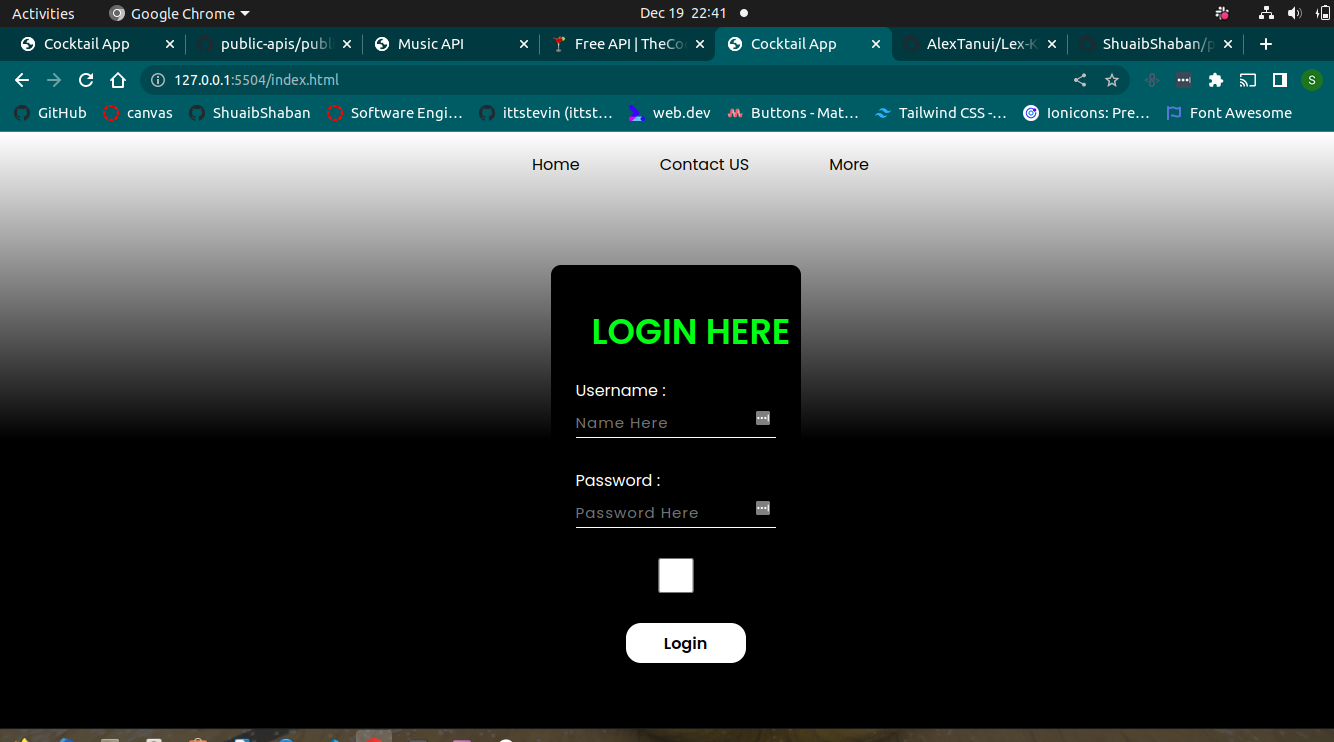 Activities Google Chrome Dec 19 22:41
Cocktail App public-apis/publ Music API Free API | TheCo Cocktail App AlexTanui/Lex-K ShuaibShaban/p
127.0.0.1:5504/index.html S
GitHub canvas ShuaibShaban Software Engi... ittstevin (ittst... web.dev Buttons - Mat... Tailwind CSS -... Ionicons: Pre... Font Awesome
Home Contact US More
LOGIN HERE
Username :
Name Here
Password :
Password Here
Login